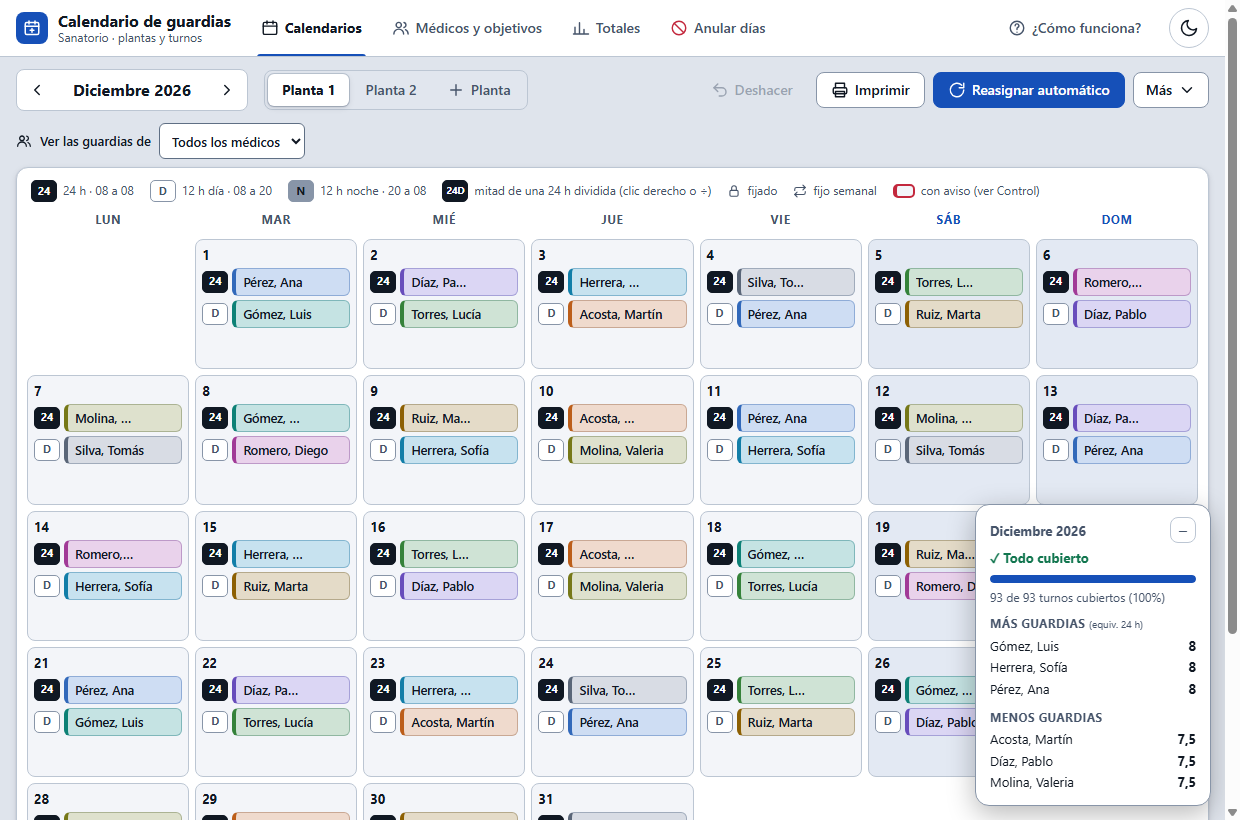 Calendario de guardias
Sanatorio · plantas y turnos
Calendarios
Médicos y objetivos
Totales
Anular días
¿Cómo funciona?
Diciembre 2026
Planta 1
Planta 2
+ Planta
Deshacer
Imprimir
Reasignar automático
Más
Ver las guardias de
Todos los médicos
24 24 h · 08 a 08
D 12 h día · 08 a 20
N 12 h noche · 20 a 08
24D mitad de una 24 h dividida (clic derecho o ÷)
fijado
fijo semanal
con aviso (ver Control)
LUN MAR MIÉ JUE VIE SÁB DOM
1
24 Pérez, Ana
D Gómez, Luis
2
24 Díaz, Pa...
D Torres, Lucía
3
24 Herrera, ...
D Acosta, Martín
4
24 Silva, To...
D Pérez, Ana
5
24 Torres, L...
D Ruiz, Marta
6
24 Romero,...
D Díaz, Pablo
7
24 Molina, ...
D Silva, Tomás
8
24 Gómez, ...
D Romero, Diego
9
24 Ruiz, Ma...
D Herrera, Sofía
10
24 Acosta, ...
D Molina, Valeria
11
24 Pérez, Ana
D Herrera, Sofía
12
24 Molina, ...
D Silva, Tomás
13
24 Díaz, Pa...
D Pérez, Ana
14
24 Romero,...
D Herrera, Sofía
15
24 Herrera, ...
D Ruiz, Marta
16
24 Torres, L...
D Díaz, Pablo
17
24 Acosta, ...
D Molina, Valeria
18
24 Gómez, ...
D Torres, Lucía
19
24 Ruiz, Ma...
D Romero, D
21
24 Pérez, Ana
D Gómez, Luis
22
24 Díaz, Pa...
D Torres, Lucía
23
24 Herrera, ...
D Acosta, Martín
24
24 Silva, To...
D Pérez, Ana
25
24 Torres, L...
D Ruiz, Marta
26
24 Gómez, ...
D Díaz, Pablo
28
29
30
31
Diciembre 2026
✓ Todo cubierto
93 de 93 turnos cubiertos (100%)
MÁS GUARDIAS (equiv. 24 h)
Gómez, Luis 8
Herrera, Sofía 8
Pérez, Ana 8
MENOS GUARDIAS
Acosta, Martín 7,5
Díaz, Pablo 7,5
Molina, Valeria 7,5